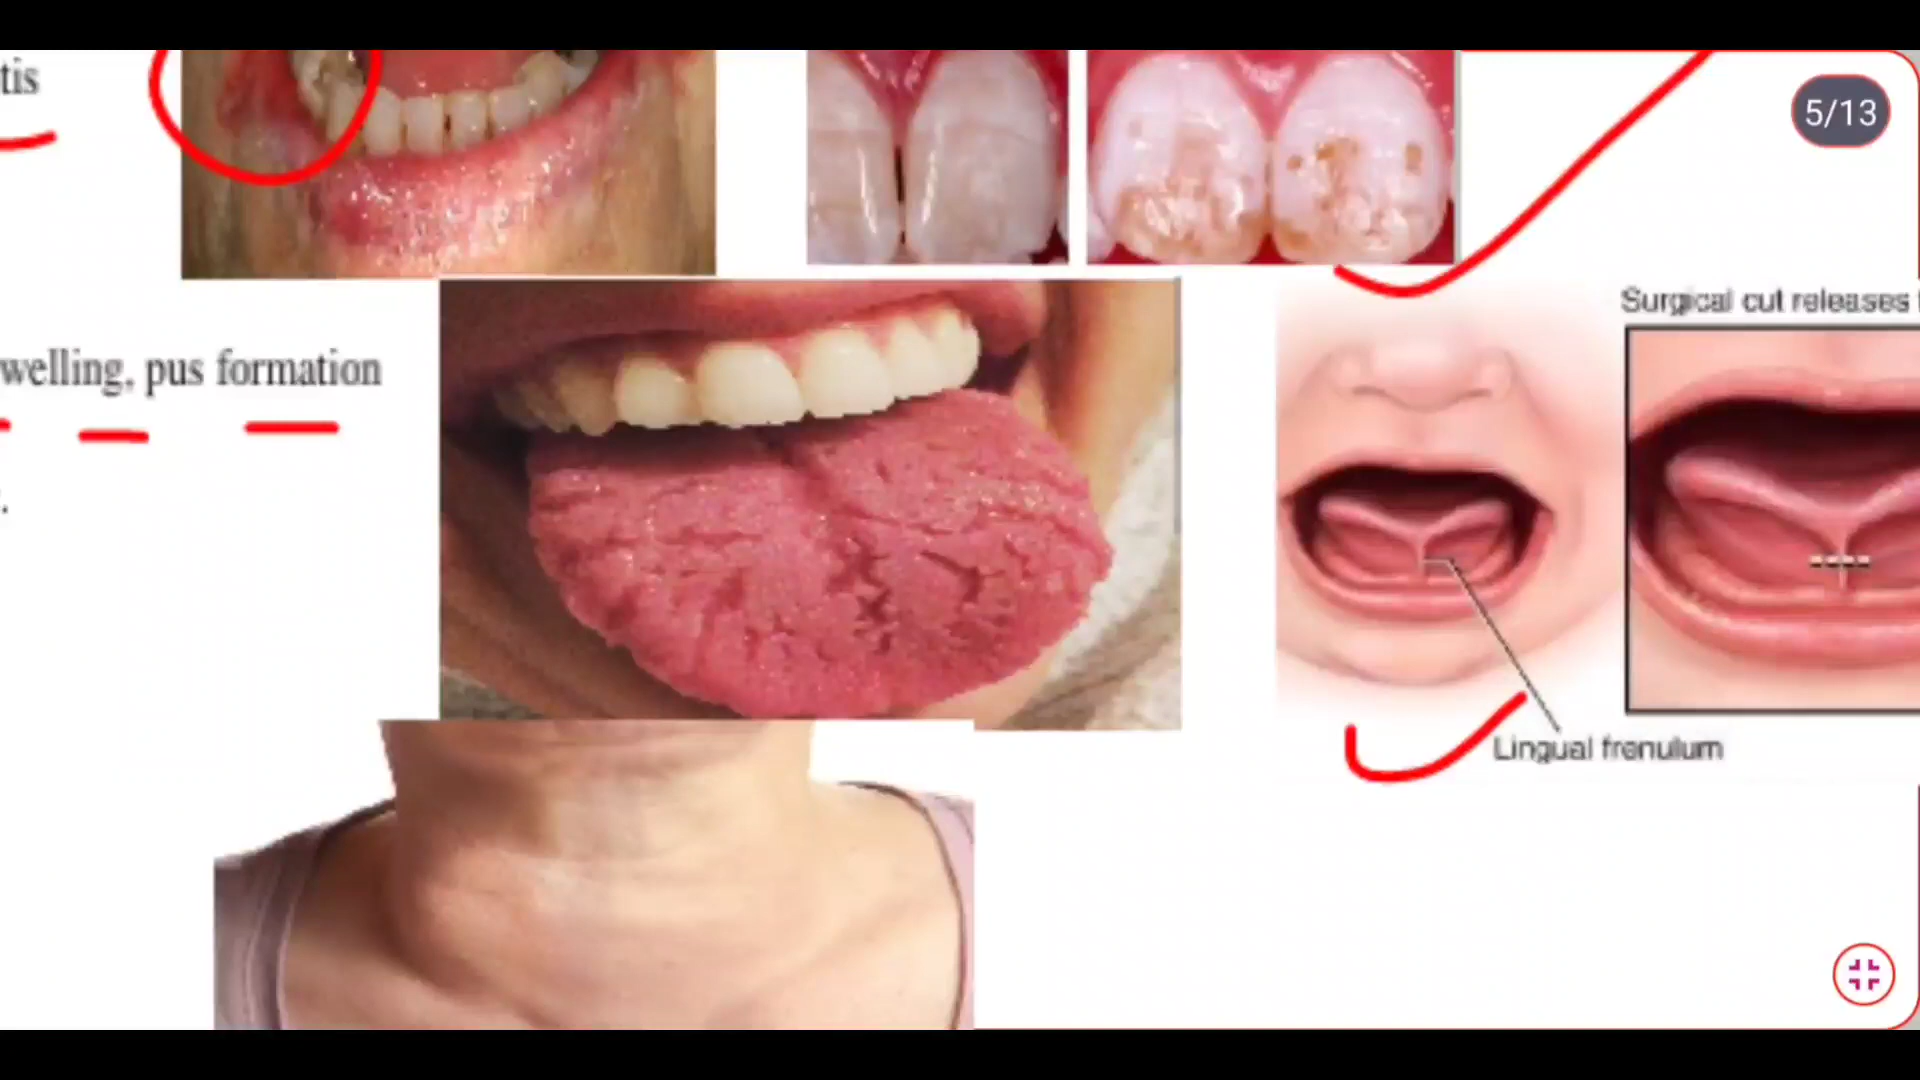 tis
5/13
Surgical cut releases
welling, pus formation
.
Lingual frenulum